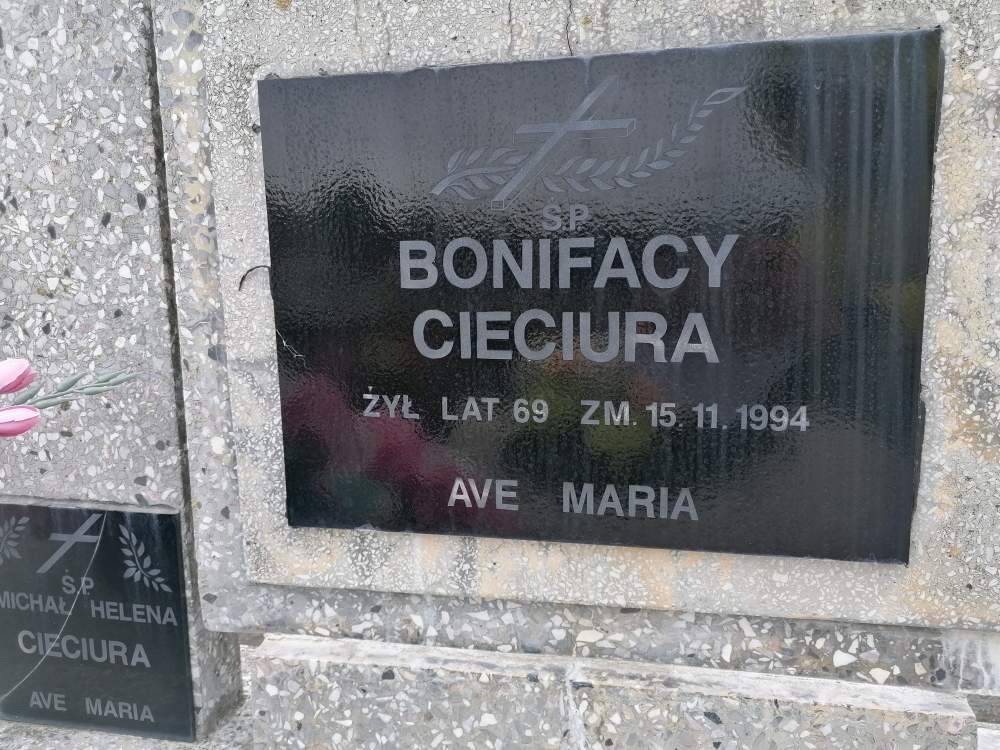 Ś.P.
BONIFACY
CIECIURA
ŻYŁ LAT 69 ZM. 15.11.1994
AVE MARIA
Ś.P.
MICHAŁ HELENA
CIECIURA
AVE MARIA